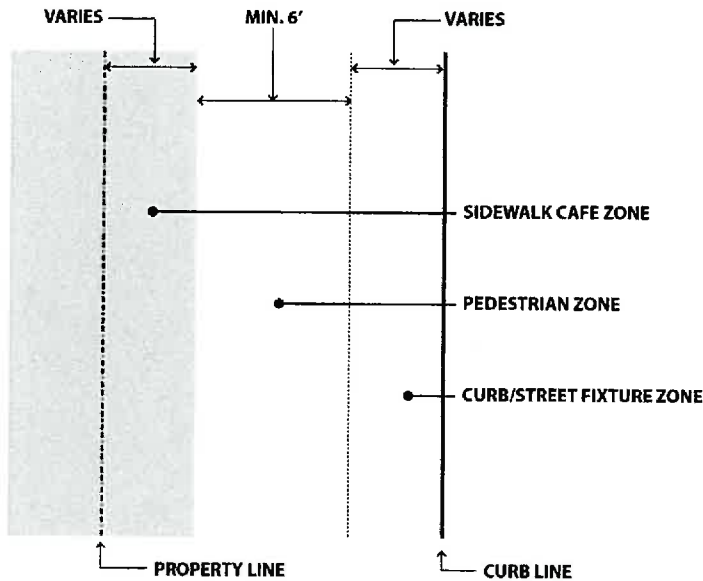 VARIES
MIN. 6'
VARIES
SIDEWALK CAFE ZONE
PEDESTRIAN ZONE
CURB/STREET FIXTURE ZONE
PROPERTY LINE
CURB LINE